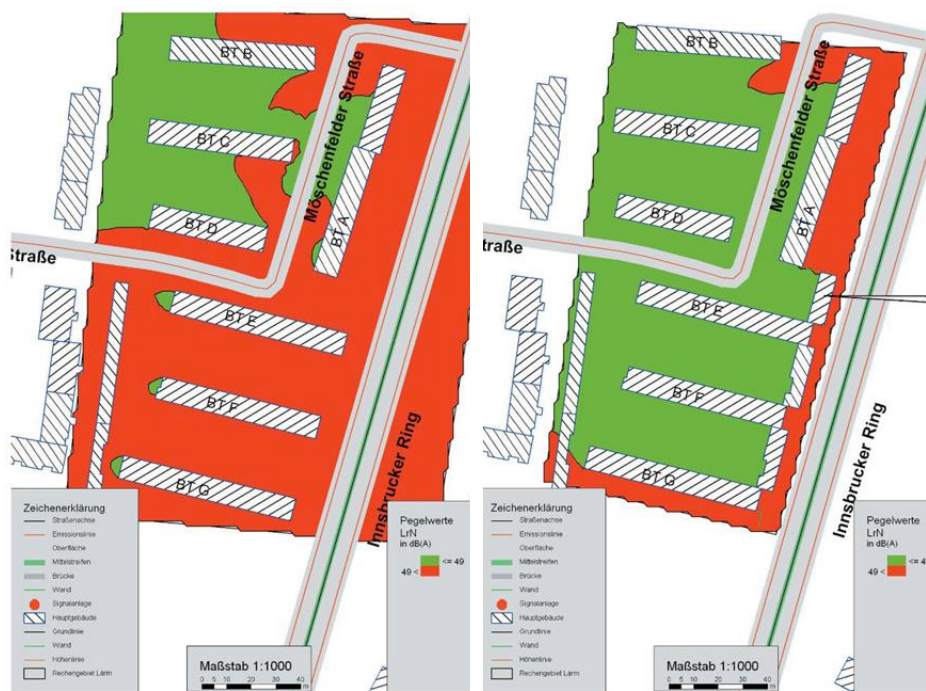 BT B
BT C
BT D
BT A
BT E
BT F
BT G
Möschenfelder Straße
Straße
Innsbrucker Ring
Zeichenerklärung
Straßenachse
Emissionslinie
Oberfläche
Mittelstreifen
Brücke
Wand
Signalanlage
Hauptgebäude
Grundlinie
Wand
Höhenlinie
Rechengebiet Lärm
Maßstab 1:1000
0 5 10 20 30 40
m
Pegelwerte
LrN
in dB(A)
<= 49
49 <
BT B
BT C
BT D
BT A
BT E
BT F
BT G
Möschenfelder Straße
traße
Innsbrucker Ring
Zeichenerklärung
Straßenachse
Emissionslinie
Oberfläche
Mittelstreifen
Brücke
Wand
Signalanlage
Hauptgebäude
Grundlinie
Wand
Höhenlinie
Rechengebiet Lärm
Maßstab 1:1000
0 5 10 20 30 40
m
Pegelwerte
LrN
in dB(A)
<= 49
49 <